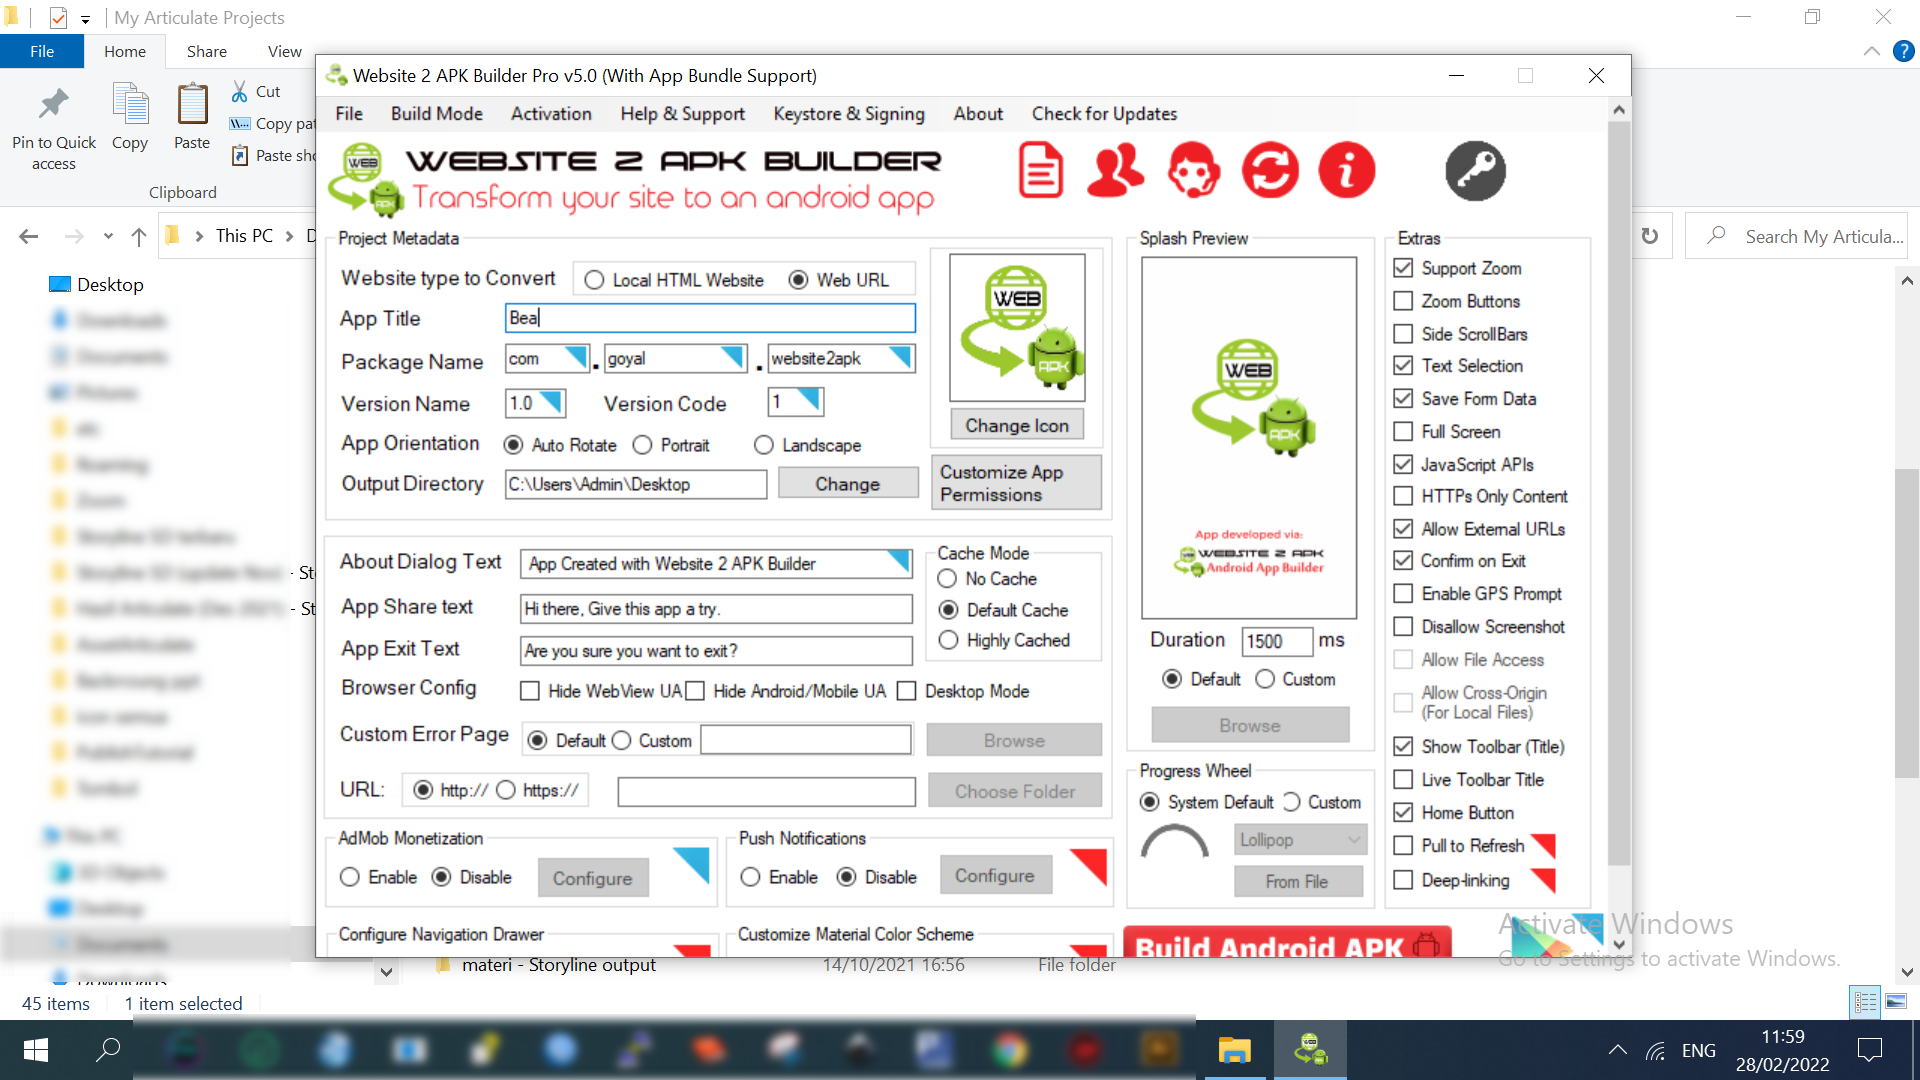 My Articulate Projects
File Home Share View
Pin to Quick access
Copy
Paste
Cut
Copy pat
Paste sho
Clipboard
This PC
D
Search My Articula...
Desktop
- St
- St
materi - Storyline output 14/10/2021 16:56 File folder
45 items 1 item selected
Website 2 APK Builder Pro v5.0 (With App Bundle Support)
File Build Mode Activation Help & Support Keystore & Signing About Check for Updates
WEB
APK
WEBSITE 2 APK BUILDER
Transform your site to an android app
Project Metadata
Website type to Convert Local HTML Website Web URL
App Title Bea
Package Name com . goyal . website2apk
Version Name 1.0 Version Code 1
App Orientation Auto Rotate Portrait Landscape
Output Directory C:\Users\Admin\Desktop Change
WEB
APK
Change Icon
Customize App Permissions
About Dialog Text App Created with Website 2 APK Builder
App Share text Hi there, Give this app a try.
App Exit Text Are you sure you want to exit?
Browser Config Hide WebView UA Hide Android/Mobile UA Desktop Mode
Custom Error Page Default Custom Browse
URL: http:// https:// Choose Folder
Cache Mode
No Cache
Default Cache
Highly Cached
AdMob Monetization
Enable Disable Configure
Push Notifications
Enable Disable Configure
Configure Navigation Drawer
Customize Material Color Scheme
Splash Preview
WEB
APK
App developed via:
WEBSITE 2 APK
Android App Builder
Duration 1500 ms
Default Custom
Browse
Progress Wheel
System Default Custom
Lollipop
From File
Build Android APK
Extras
Support Zoom
Zoom Buttons
Side ScrollBars
Text Selection
Save Form Data
Full Screen
JavaScript APIs
HTTPs Only Content
Allow External URLs
Confirm on Exit
Enable GPS Prompt
Disallow Screenshot
Allow File Access
Allow Cross-Origin
(For Local Files)
Show Toolbar (Title)
Live Toolbar Title
Home Button
Pull to Refresh
Deep-linking
Activate Windows
Go to Settings to activate Windows.
ENG
11:59
28/02/2022